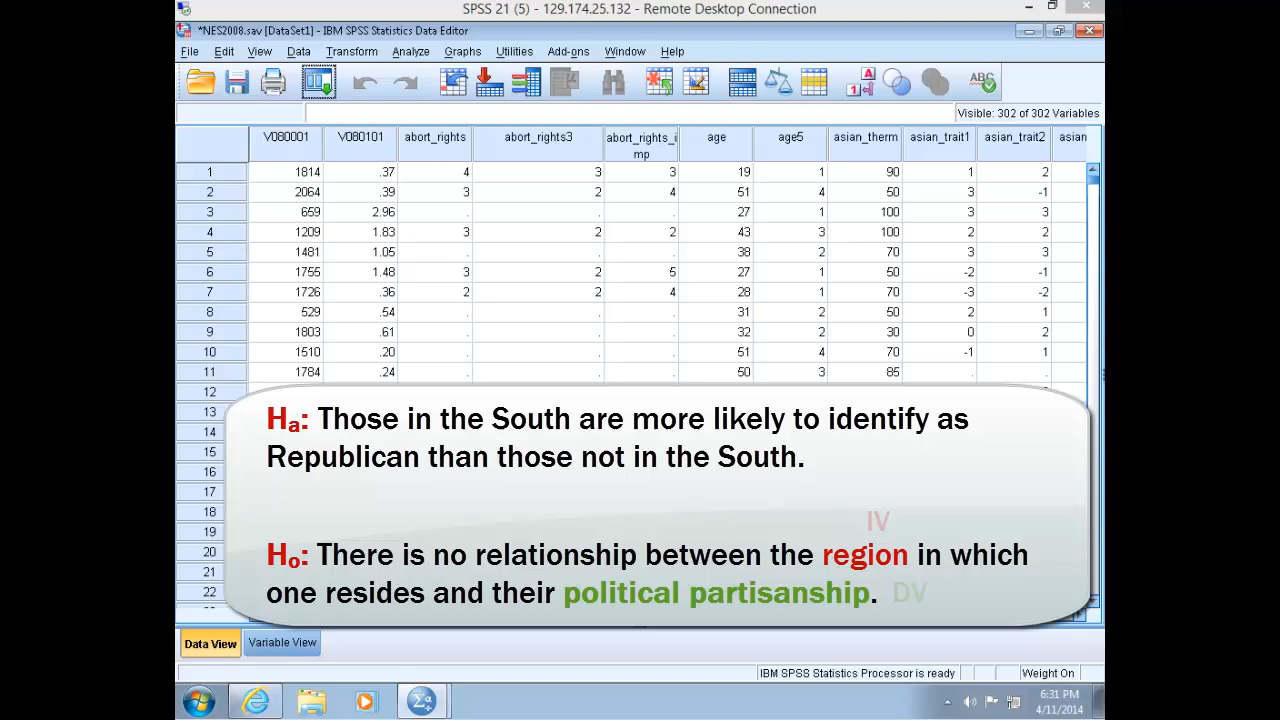 SPSS 21 (5) - 129.174.25.132 - Remote Desktop Connection
*NES2008.sav [DataSet1] - IBM SPSS Statistics Data Editor
File Edit View Data Transform Analyze Graphs Utilities Add-ons Window Help
Visible: 302 of 302 Variables
V080001 V080101 abort_rights abort_rights3 abort_rights_i mp age age5 asian_therm asian_trait1 asian_trait2 asian
1 1814 .37 4 3 3 19 1 90 1 2
2 2064 .39 3 2 4 51 4 50 3 -1
3 659 2.96 . . . 27 1 100 3 3
4 1209 1.83 3 2 2 43 3 100 2 2
5 1481 1.05 . . . 38 2 70 3 3
6 1755 1.48 3 2 5 27 1 50 -2 -1
7 1726 .36 2 2 4 28 1 70 -3 -2
8 529 .54 . . . 31 2 50 2 1
9 1803 .61 . . . 32 2 30 0 2
10 1510 .20 . . . 51 4 70 -1 1
11 1784 .24 . . . 50 3 85 . .
12
13
14
15
16
17
18
19
20
21
22
Ha: Those in the South are more likely to identify as
Republican than those not in the South.
IV
Ho: There is no relationship between the region in which
one resides and their political partisanship. DV
Data View Variable View
IBM SPSS Statistics Processor is ready Weight On
6:31 PM
4/11/2014